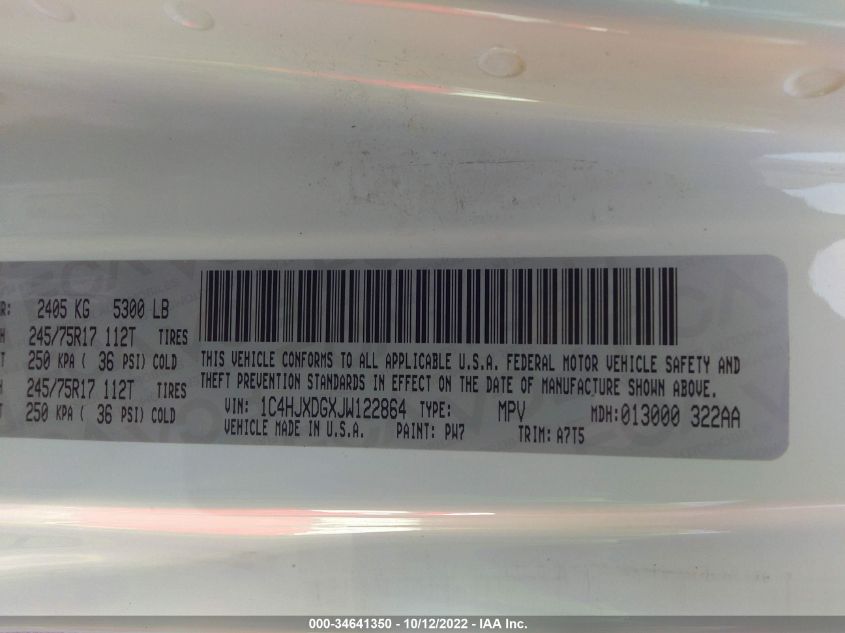 R: 2405 KG 5300 LB
H 245/75R17 112T TIRES
T 250 KPA ( 36 PSI) COLD
H 245/75R17 112T TIRES
T 250 KPA ( 36 PSI) COLD
THIS VEHICLE CONFORMS TO ALL APPLICABLE U.S.A. FEDERAL MOTOR VEHICLE SAFETY AND
THEFT PREVENTION STANDARDS IN EFFECT ON THE DATE OF MANUFACTURE SHOWN ABOVE.
VIN: 1C4HJXDGXJW122864 TYPE: MPV MDH:013000 322AA
VEHICLE MADE IN U.S.A. PAINT: PW7 TRIM: A7T5
000-34641350 - 10/12/2022 - IAA Inc.